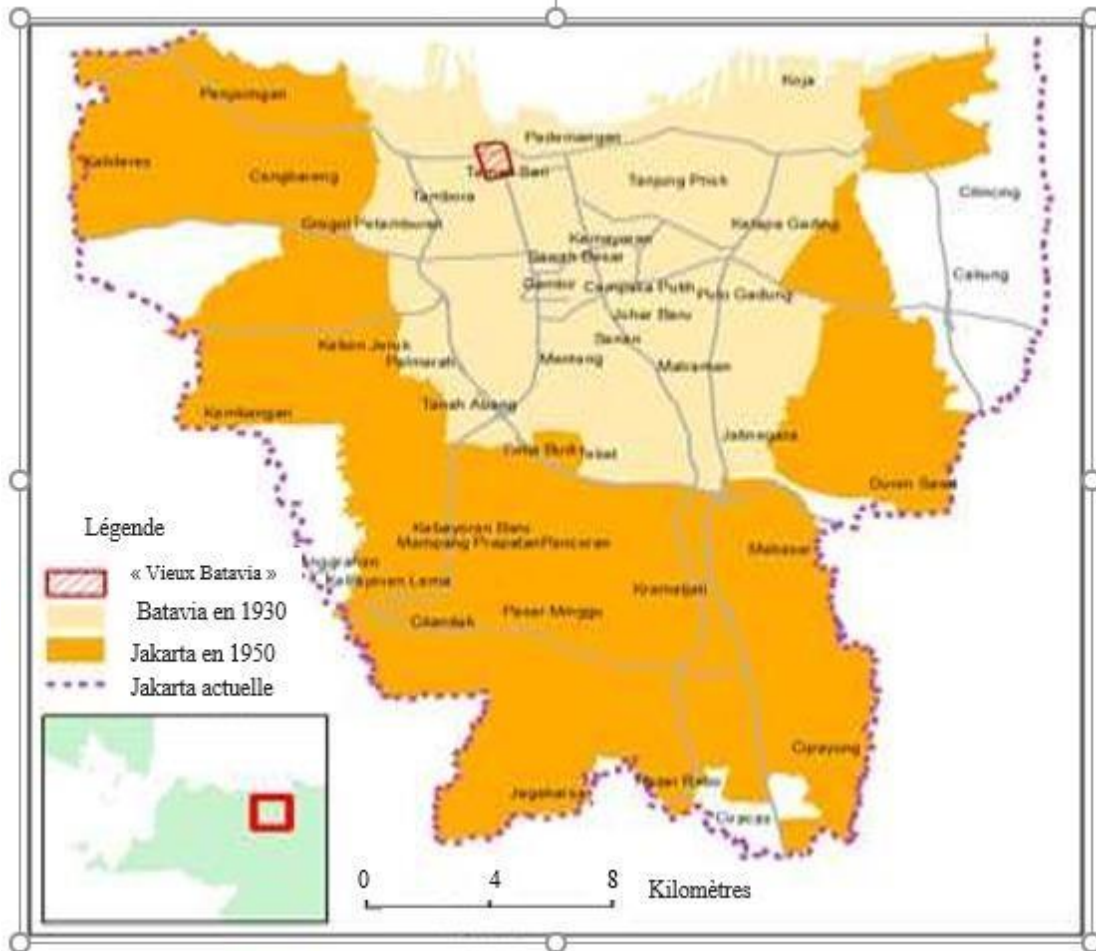 Koja
Penjaringan
Pademangan
Kalideres
Cengkareng
Taman Sari
Tanjung Priok
Cilincing
Tambora
Grogol Petamburan
Kelapa Gading
Kemayoran
Sawah Besar
Cakung
Gambir
Cempaka Putih
Pulo Gadung
Johar Baru
Senen
Kebon Jeruk
Palmerah
Menteng
Matraman
Tanah Abang
Kembangan
Jatinegara
Tebet
Duren Sawit
Légende
Kebayoran Baru
Mampang Prapatan
Pancoran
Makasar
« Vieux Batavia »
Kebayoran Lama
Kramatjati
Batavia en 1930
Cilandak
Pasar Minggu
Jakarta en 1950
Jakarta actuelle
Cipayung
Jagakarsa
Pasar Rebo
Ciracas
0 4 8 Kilomètres